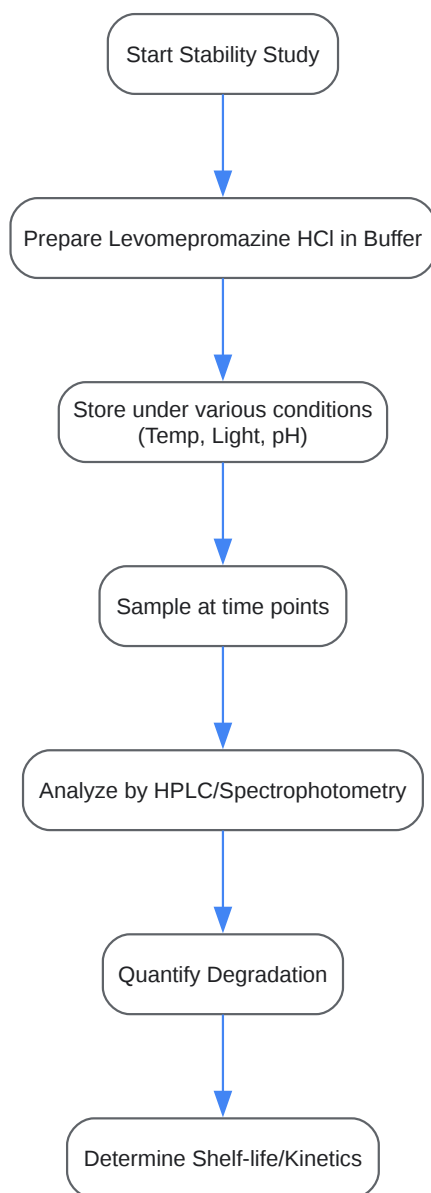 Start Stability Study
Prepare Levomepromazine HCl in Buffer
Store under various conditions
(Temp, Light, pH)
Sample at time points
Analyze by HPLC/Spectrophotometry
Quantify Degradation
Determine Shelf-life/Kinetics